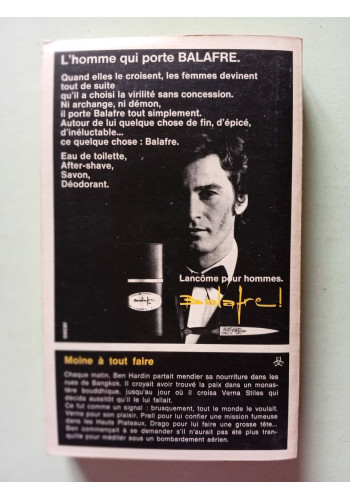 L'homme qui porte BALAFRE.
Quand elles le croisent, les femmes devinent
tout de suite
qu'il a choisi la virilité sans concession.
Ni archange, ni démon,
il porte Balafre tout simplement.
Autour de lui quelque chose de fin, d'épicé,
d'inéluctable...
ce quelque chose : Balafre.
Eau de toilette,
After-shave,
Savon,
Déodorant.
Lancôme pour hommes.
Balafre!
Moine à tout faire
Chaque matin, Ben Hardin partait mendier sa nourriture dans les
rues de Bangkok. Il croyait avoir trouvé la paix dans un monas-
tère bouddhique, jusqu'au jour où il croisa Verna Stiles qui
décida aussitôt qu'il le lui fallait.
Ce fut comme un signal : brusquement, tout le monde le voulait.
Verna pour son plaisir, Prell pour lui confier une mission fumeuse
dans les Hauts Plateaux, Drago pour lui faire une grosse tête...
Ben commençait à se demander s'il n'aurait pas été plus tran-
quille pour méditer sous un bombardement aérien.